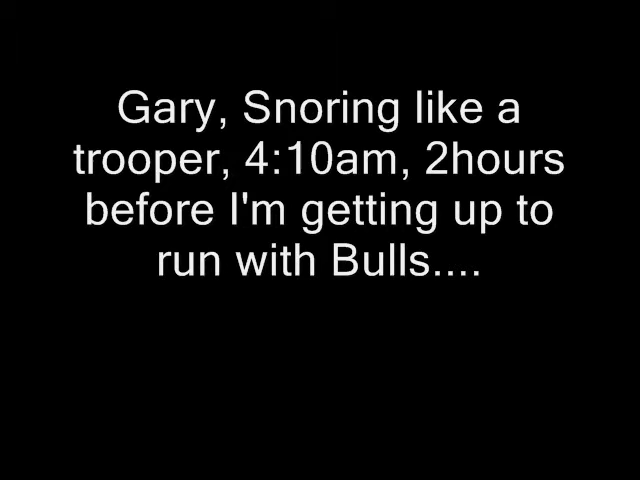 Gary, Snoring like a
trooper, 4:10am, 2hours
before I'm getting up to
run with Bulls....